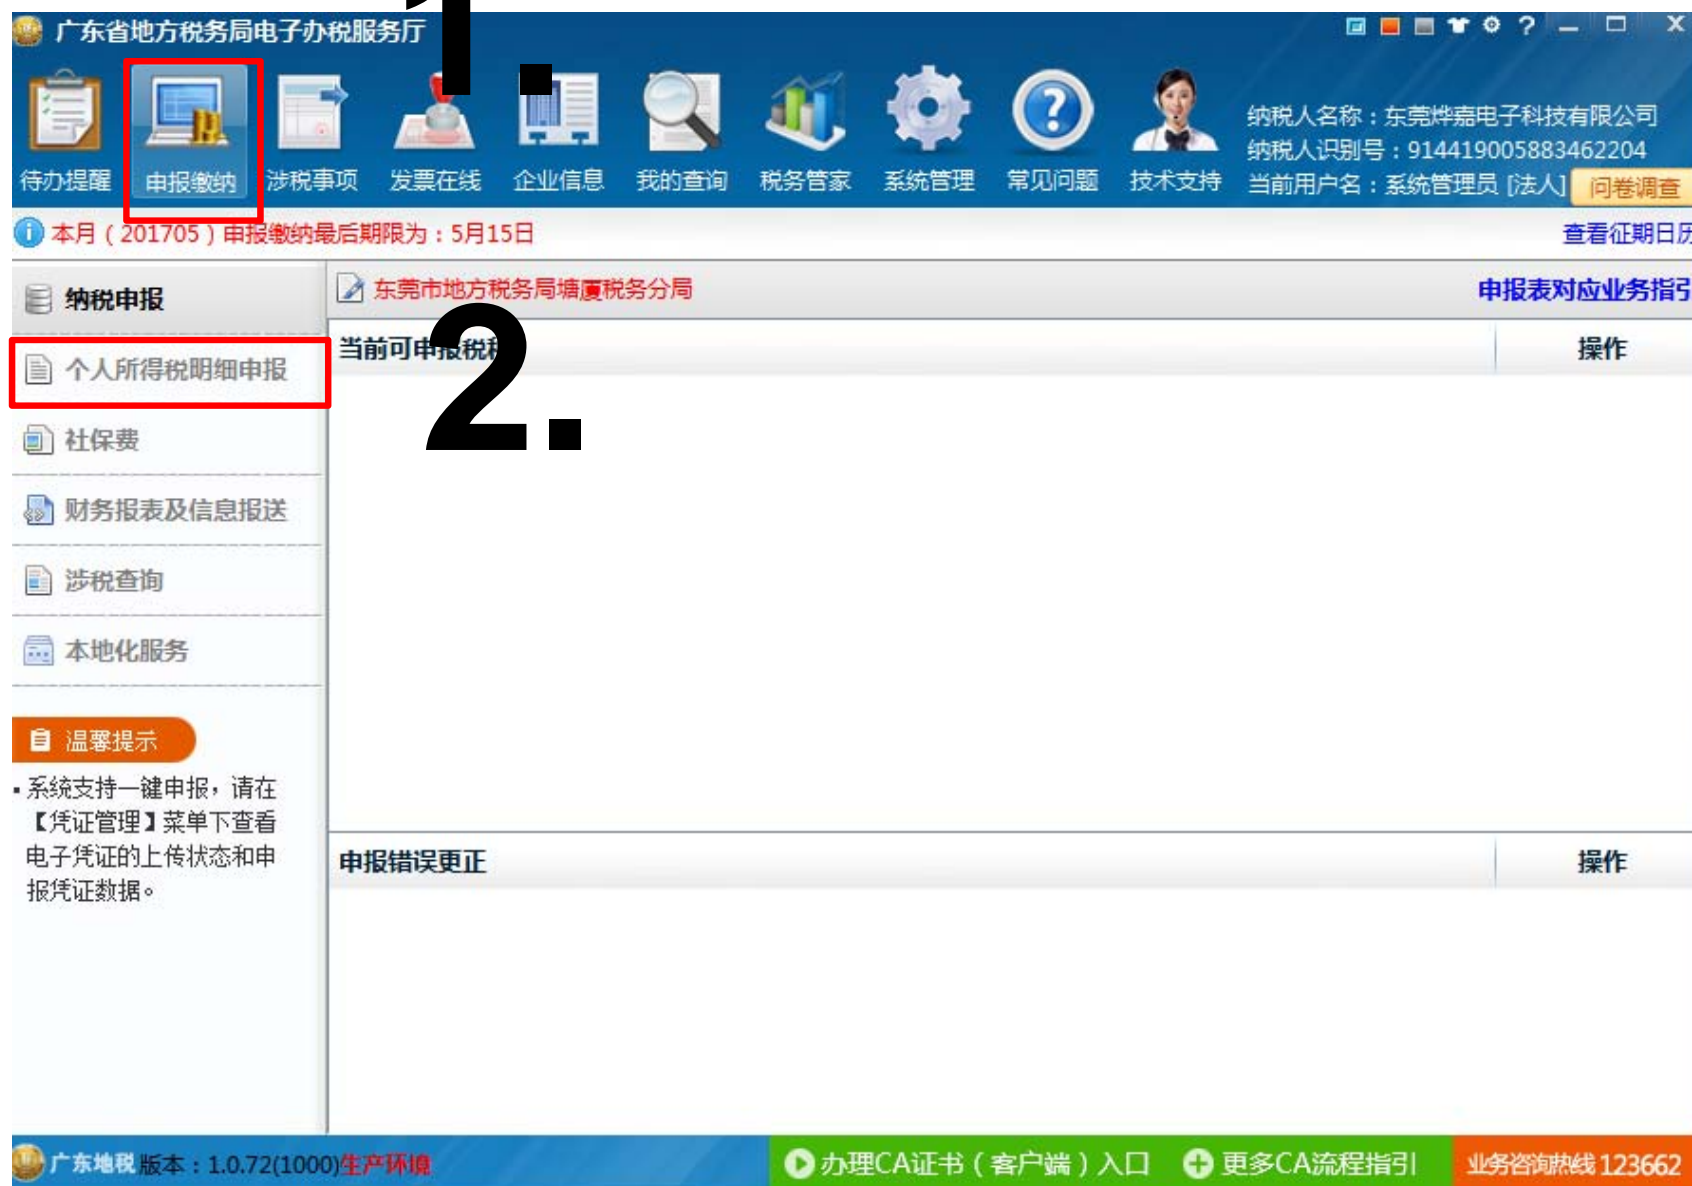 广东省地方税务局电子办税服务厅
1.
待办提醒 申报缴纳 涉税事项 发票在线 企业信息 我的查询 税务管家 系统管理 常见问题 技术支持
纳税人名称：东莞烨嘉电子科技有限公司
纳税人识别号：914419005883462204
当前用户名：系统管理员 [法人] 问卷调查
本月（201705）申报缴纳最后期限为：5月15日 查看征期日历
纳税申报
东莞市地方税务局塘厦税务分局 申报表对应业务指引
2.
当前可申报税 操作
个人所得税明细申报
社保费
财务报表及信息报送
涉税查询
本地化服务
温馨提示
系统支持一键申报，请在
【凭证管理】菜单下查看
电子凭证的上传状态和申
报凭证数据。
申报错误更正 操作
广东地税 版本：1.0.72(1000)生产环境 办理CA证书（客户端）入口 更多CA流程指引 业务咨询热线 123662